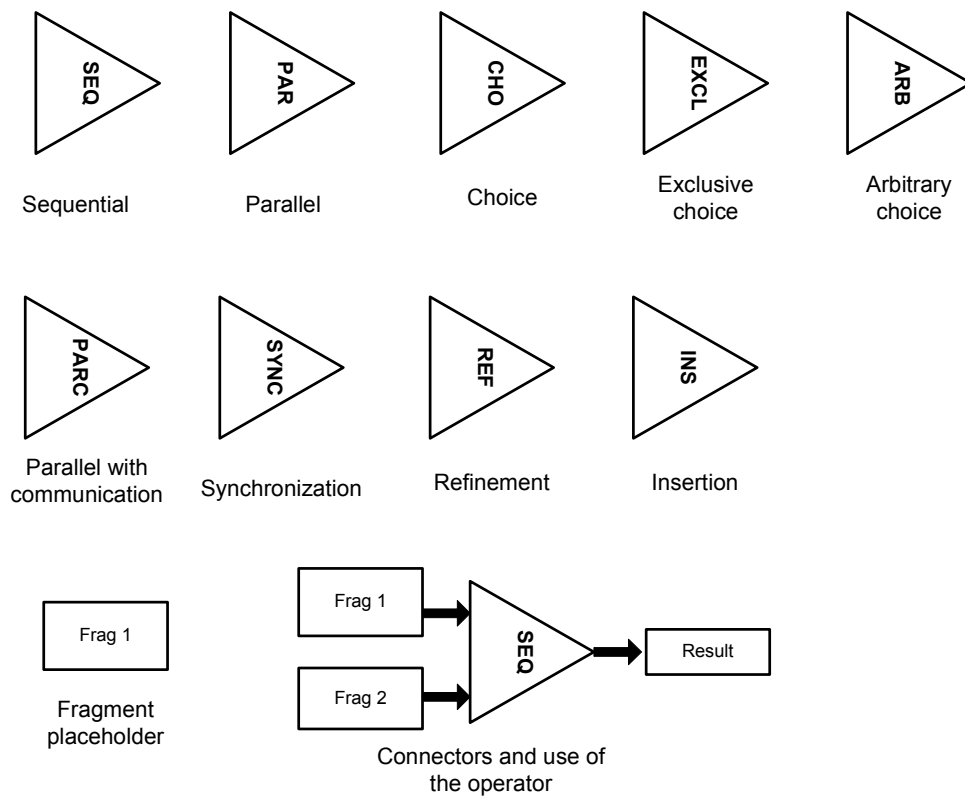 SEQ
PAR
CHO
EXCL
ARB
Sequential
Parallel
Choice
Exclusive
choice
Arbitrary
choice
PARC
SYNC
REF
INS
Parallel with
communication
Synchronization
Refinement
Insertion
Frag 1
Fragment
placeholder
Frag 1
Frag 2
SEQ
Result
Connectors and use of
the operator